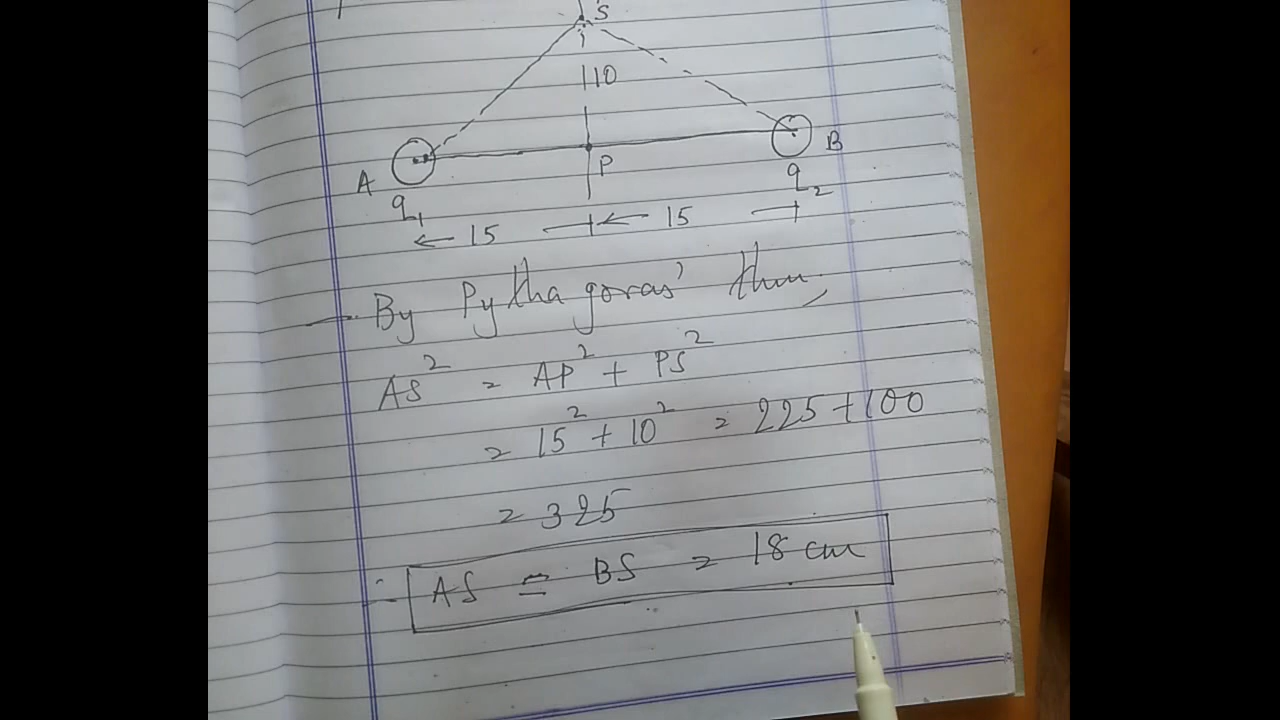 S
10
A
P
B
q₁
q₂
← 15 → ← 15 →
By Pythagoras' thm,
AS² = AP² + PS²
= 15² + 10² = 225 + 100
= 325
∴ AS = BS = 18 cm